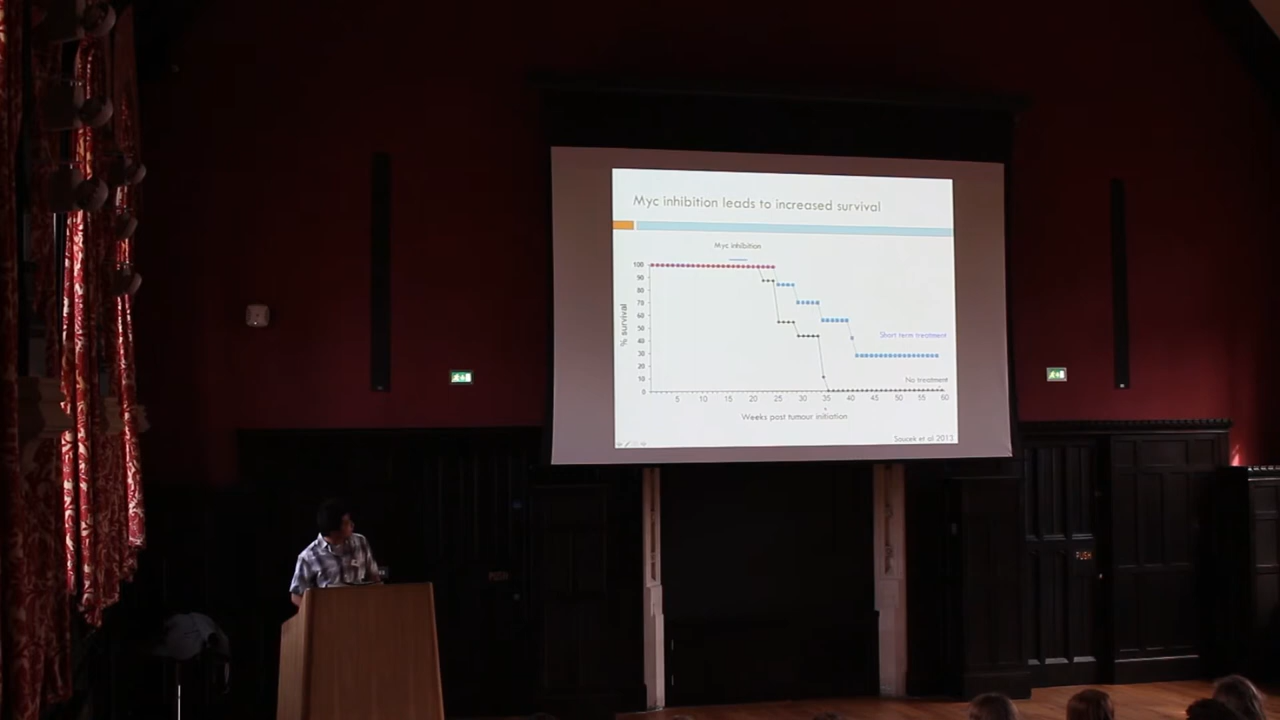 Myc inhibition leads to increased survival
Myc inhibition
100
90
80
70
60
50
40
30
20
10
0
% survival
Short term treatment
No treatment
5 10 15 20 25 30 35 40 45 50 55 60
Weeks post tumour initiation
Soucek et al 2013
PUSH
PUSH